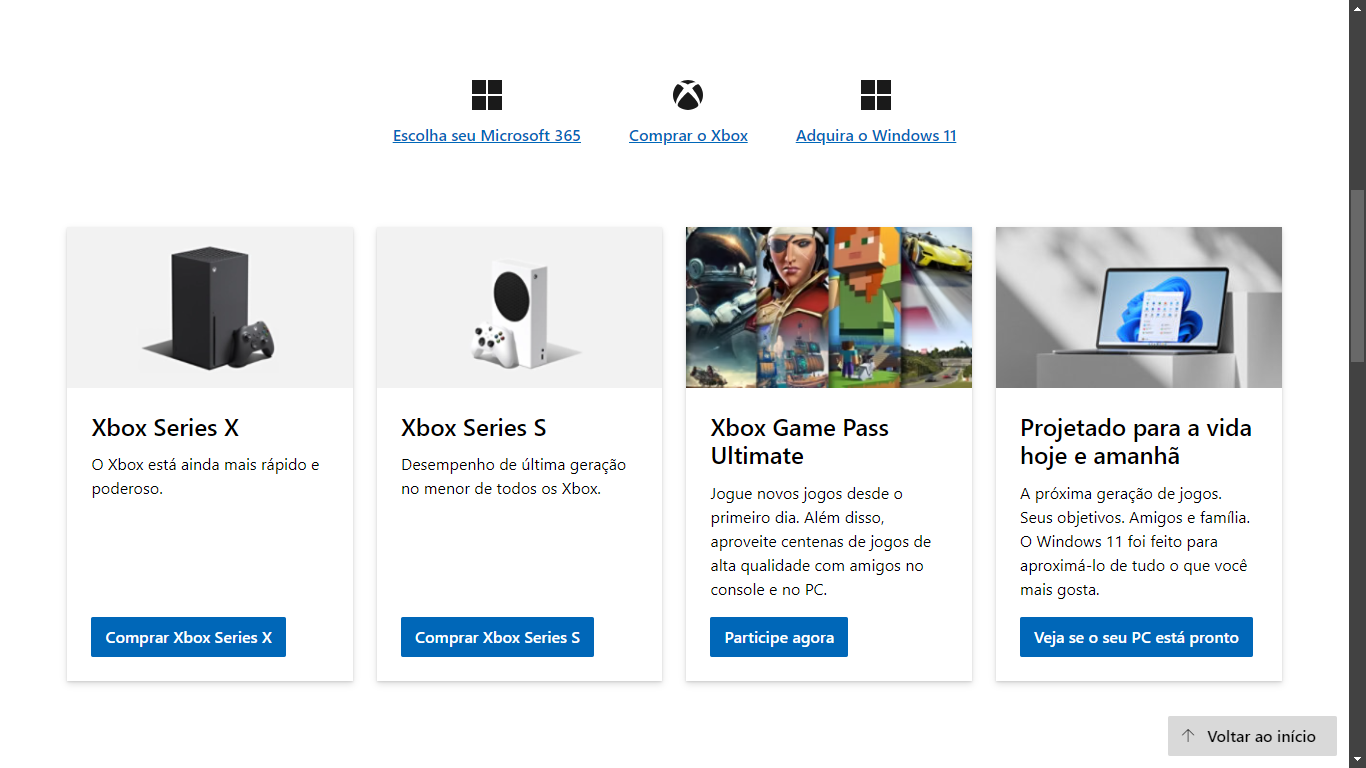 Escolha seu Microsoft 365
Comprar o Xbox
Adquira o Windows 11
Xbox Series X
O Xbox está ainda mais rápido e
poderoso.
Comprar Xbox Series X
Xbox Series S
Desempenho de última geração
no menor de todos os Xbox.
Comprar Xbox Series S
Xbox Game Pass
Ultimate
Jogue novos jogos desde o
primeiro dia. Além disso,
aproveite centenas de jogos de
alta qualidade com amigos no
console e no PC.
Participe agora
Projetado para a vida
hoje e amanhã
A próxima geração de jogos.
Seus objetivos. Amigos e família.
O Windows 11 foi feito para
aproximá-lo de tudo o que você
mais gosta.
Veja se o seu PC está pronto
Voltar ao início